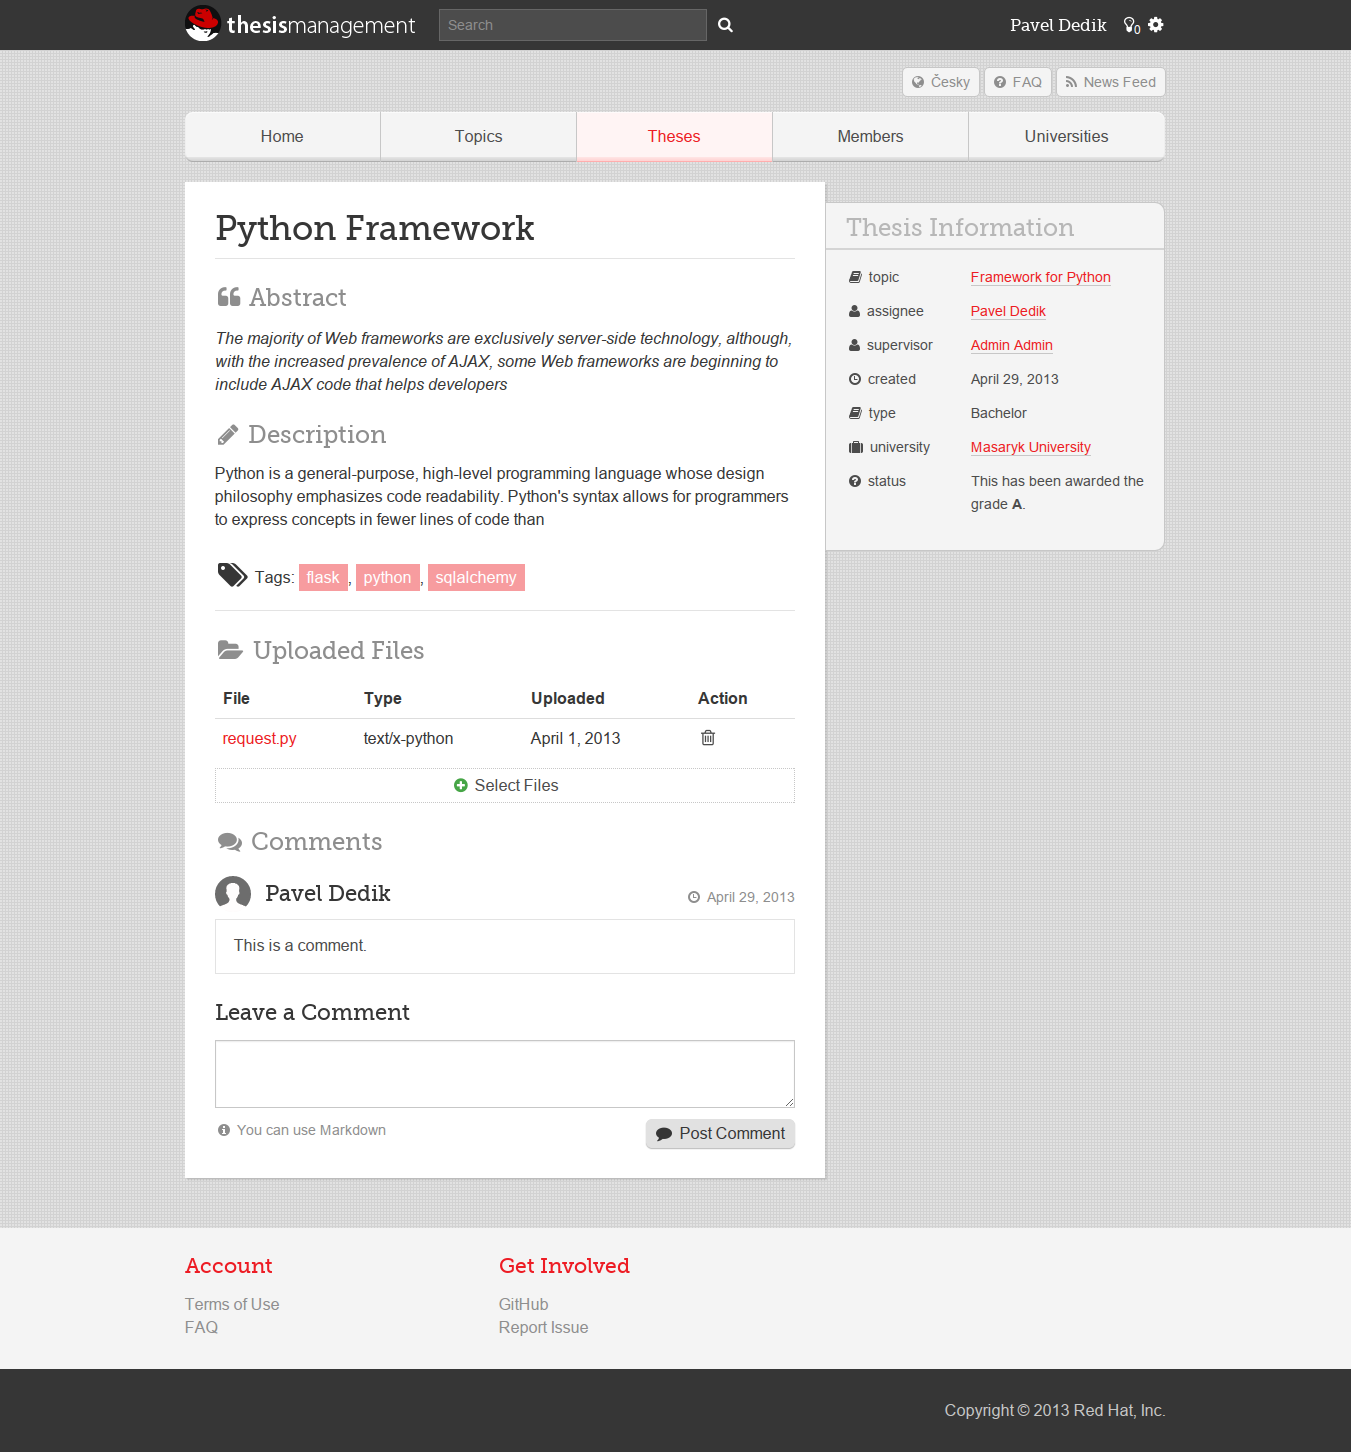 thesismanagement
Search
Pavel Dedik
0
Česky
FAQ
News Feed
Home
Topics
Theses
Members
Universities
Python Framework
Abstract
The majority of Web frameworks are exclusively server-side technology, although,
with the increased prevalence of AJAX, some Web frameworks are beginning to
include AJAX code that helps developers
Description
Python is a general-purpose, high-level programming language whose design
philosophy emphasizes code readability. Python's syntax allows for programmers
to express concepts in fewer lines of code than
Tags: flask, python, sqlalchemy
Uploaded Files
File Type Uploaded Action
request.py text/x-python April 1, 2013
Select Files
Comments
Pavel Dedik
April 29, 2013
This is a comment.
Leave a Comment
You can use Markdown
Post Comment
Thesis Information
topic Framework for Python
assignee Pavel Dedik
supervisor Admin Admin
created April 29, 2013
type Bachelor
university Masaryk University
status This has been awarded the
grade A.
Account
Terms of Use
FAQ
Get Involved
GitHub
Report Issue
Copyright © 2013 Red Hat, Inc.